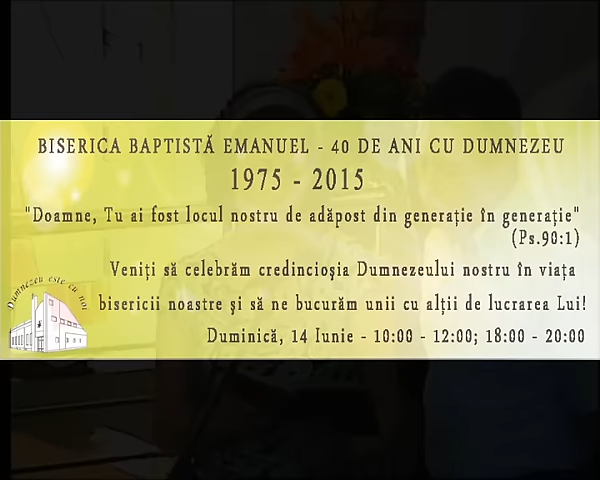 BISERICA BAPTISTĂ EMANUEL - 40 DE ANI CU DUMNEZEU
1975 - 2015
"Doamne, Tu ai fost locul nostru de adăpost din generație în generație"
(Ps.90:1)
Veniți să celebrăm credincioșia Dumnezeului nostru în viața
bisericii noastre și să ne bucurăm unii cu alții de lucrarea Lui!
Duminică, 14 Iunie - 10:00 - 12:00; 18:00 - 20:00
Dumnezeu este cu noi